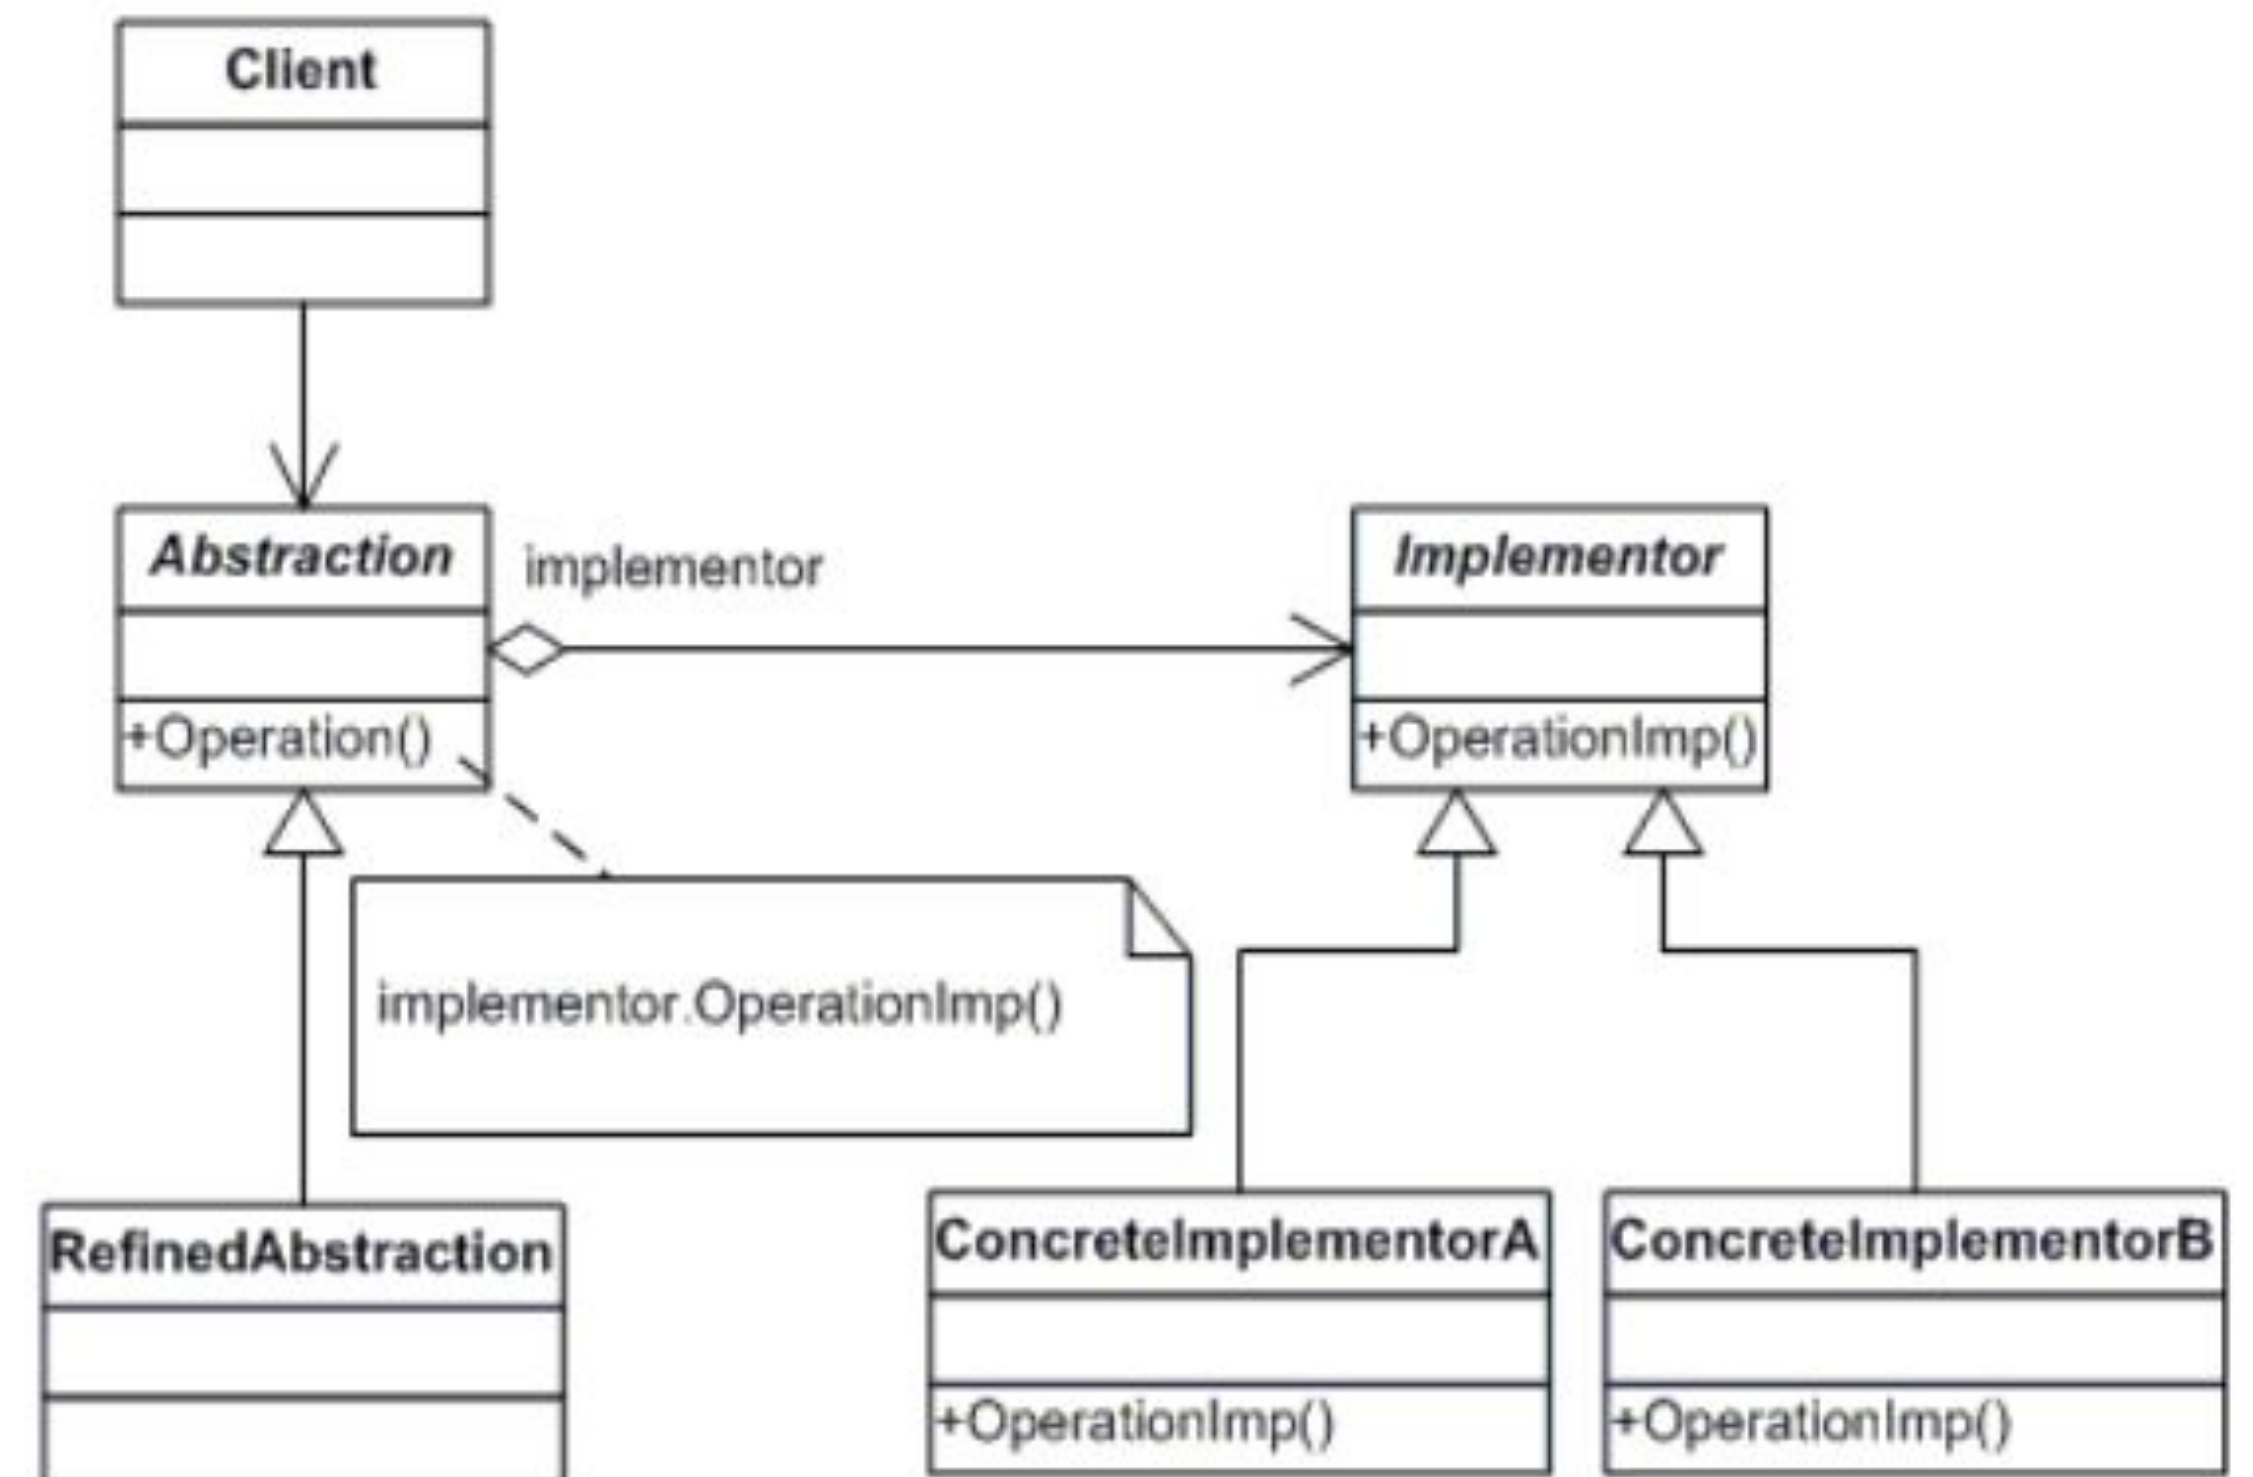 Client
Abstraction
implementor
Implementor
+Operation()
+OperationImp()
implementor.OperationImp()
RefinedAbstraction
ConcreteImplementorA
ConcreteImplementorB
+OperationImp()
+OperationImp()